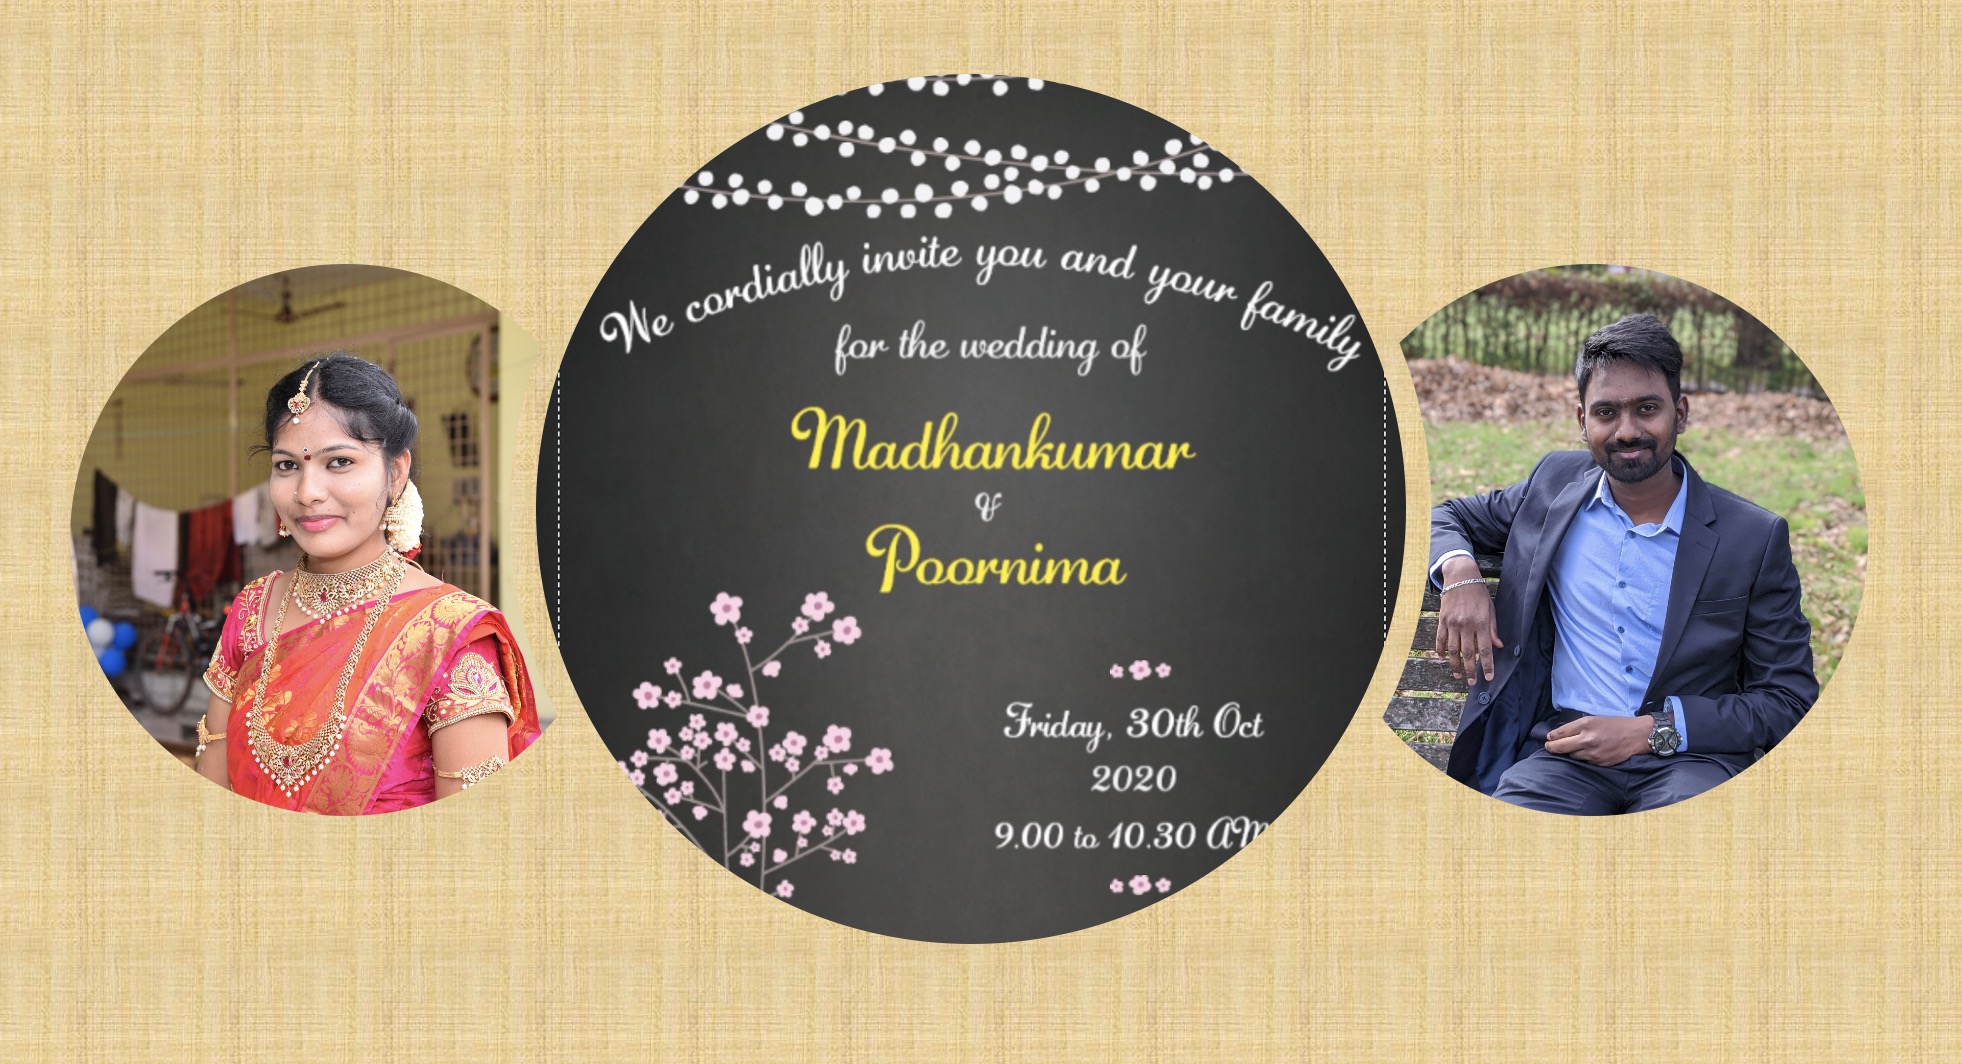 We cordially invite you and your family
for the wedding of
Madhankumar
&
Poornima
Friday, 30th Oct
2020
9.00 to 10.30 AM